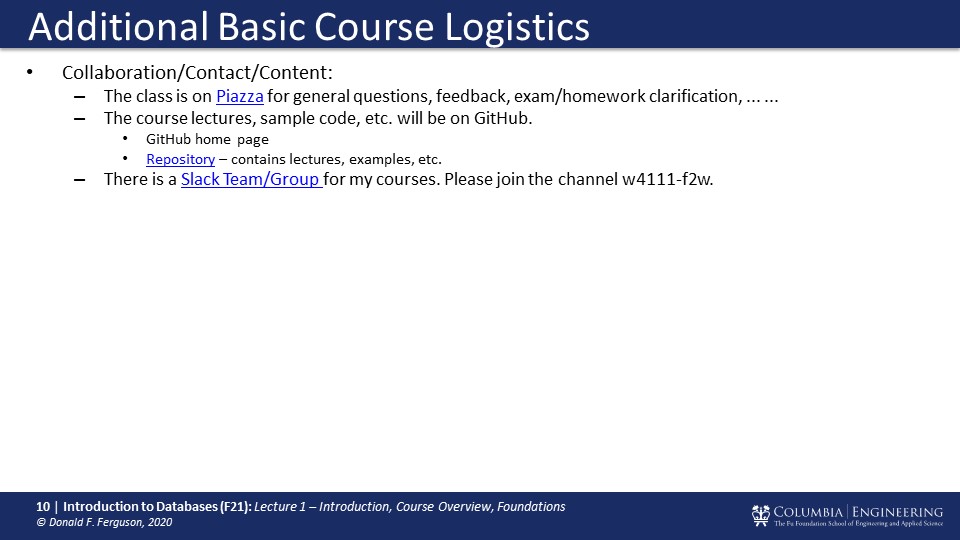 Additional Basic Course Logistics
• Collaboration/Contact/Content:
– The class is on Piazza for general questions, feedback, exam/homework clarification, ... ...
– The course lectures, sample code, etc. will be on GitHub.
• GitHub home page
• Repository – contains lectures, examples, etc.
– There is a Slack Team/Group for my courses. Please join the channel w4111-f2w.
10 | Introduction to Databases (F21): Lecture 1 – Introduction, Course Overview, Foundations
© Donald F. Ferguson, 2020
COLUMBIA | ENGINEERING
The Fu Foundation School of Engineering and Applied Science